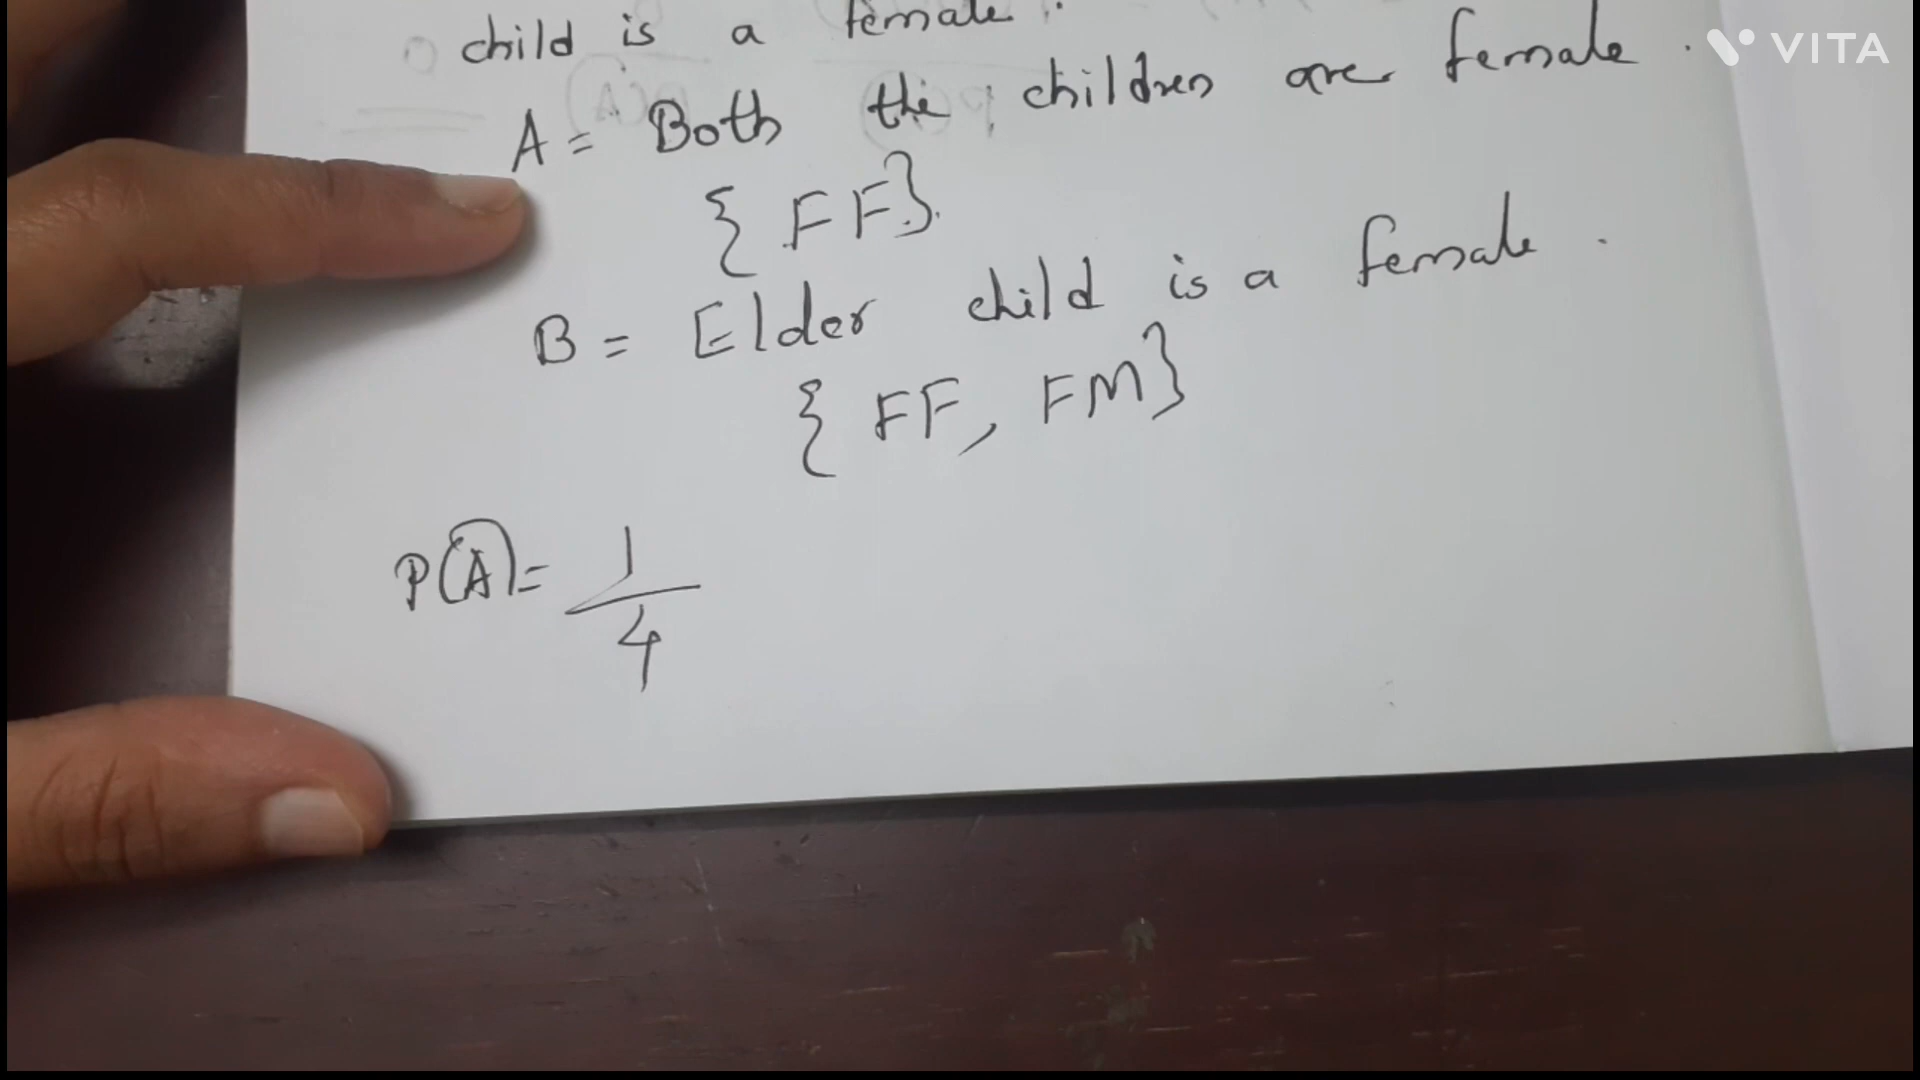 child is a female.
VITA
A = Both the children are female.
{ FF }.
B = Elder child is a female.
{ FF, FM }
P(A) = 1/4